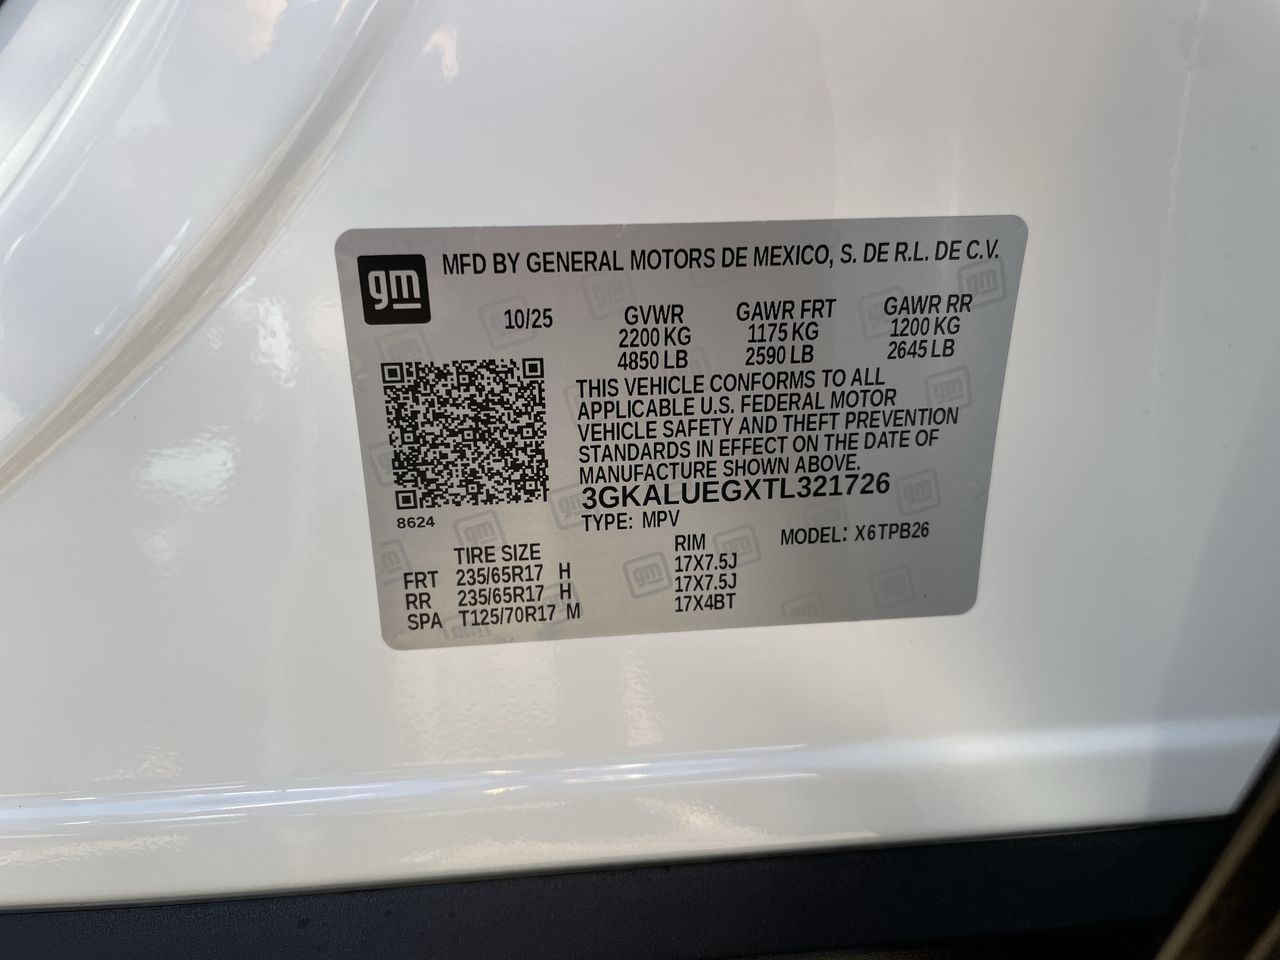 gm MFD BY GENERAL MOTORS DE MEXICO, S. DE R.L. DE C.V.
10/25 GVWR GAWR FRT GAWR RR
2200 KG 1175 KG 1200 KG
4850 LB 2590 LB 2645 LB
THIS VEHICLE CONFORMS TO ALL
APPLICABLE U.S. FEDERAL MOTOR
VEHICLE SAFETY AND THEFT PREVENTION
STANDARDS IN EFFECT ON THE DATE OF
MANUFACTURE SHOWN ABOVE.
3GKALUEGXTL321726
8624 TYPE: MPV MODEL: X6TPB26
TIRE SIZE RIM
FRT 235/65R17 H 17X7.5J
RR 235/65R17 H 17X7.5J
SPA T125/70R17 M 17X4BT